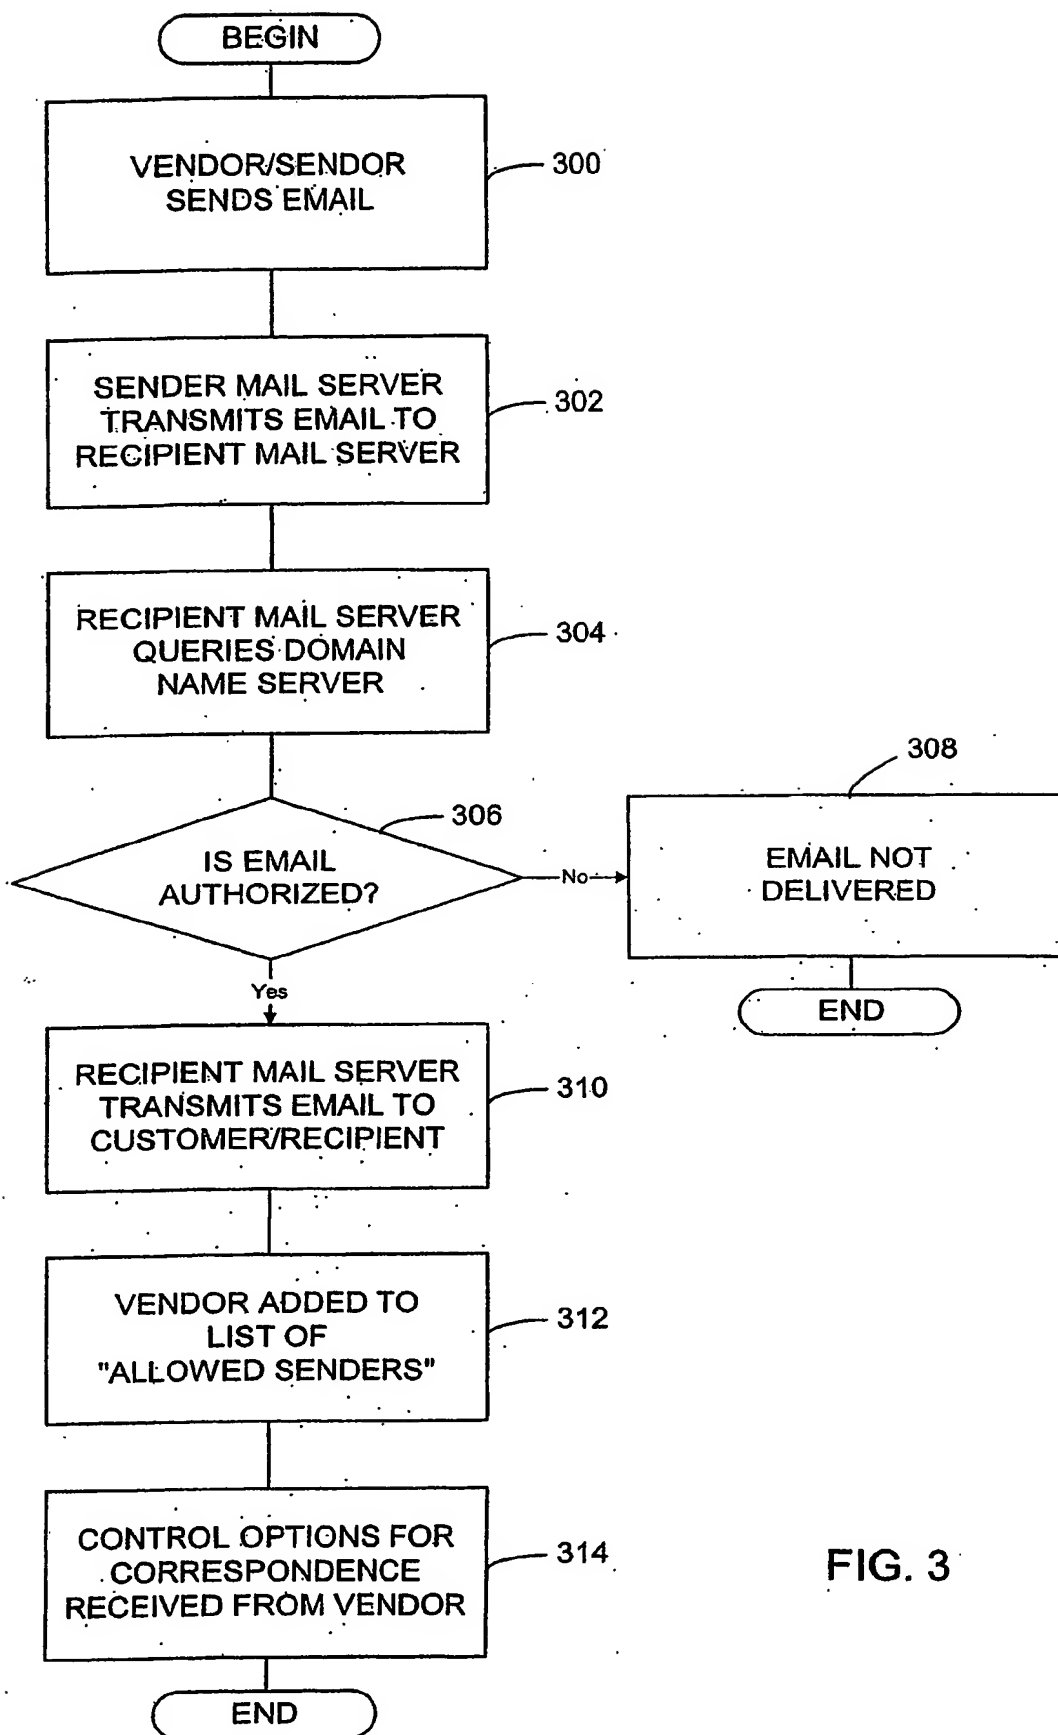 BEGIN
VENDOR/SENDOR
SENDS EMAIL
300
SENDER MAIL SERVER
TRANSMITS EMAIL TO
RECIPIENT MAIL SERVER
302
RECIPIENT MAIL SERVER
QUERIES DOMAIN
NAME SERVER
304
306
IS EMAIL
AUTHORIZED?
No
308
EMAIL NOT
DELIVERED
END
Yes
RECIPIENT MAIL SERVER
TRANSMITS EMAIL TO
CUSTOMER/RECIPIENT
310
VENDOR ADDED TO
LIST OF
"ALLOWED SENDERS"
312
CONTROL OPTIONS FOR
CORRESPONDENCE
RECEIVED FROM VENDOR
314
FIG. 3
END